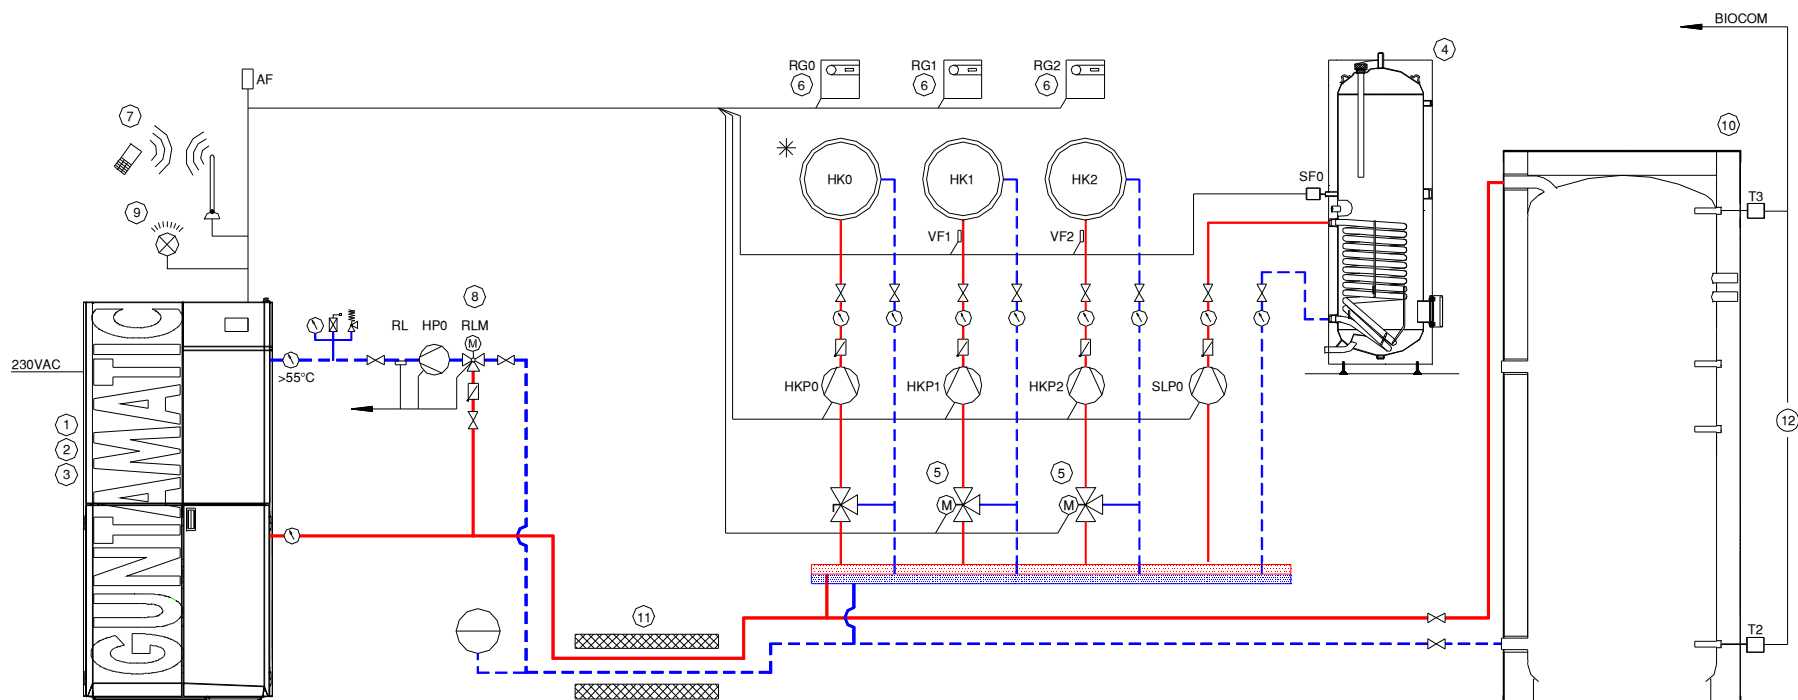 BIOCOM
4
RG0
RG1
RG2
6
6
6
AF
7
10
HK0
HK1
HK2
SF0
T3
9
VF1
VF2
8
RL
HP0
RLM
M
230VAC
>55°C
HKP0
HKP1
HKP2
SLP0
1
2
3
12
GUNTAMATIC
5
5
M
M
11
T2